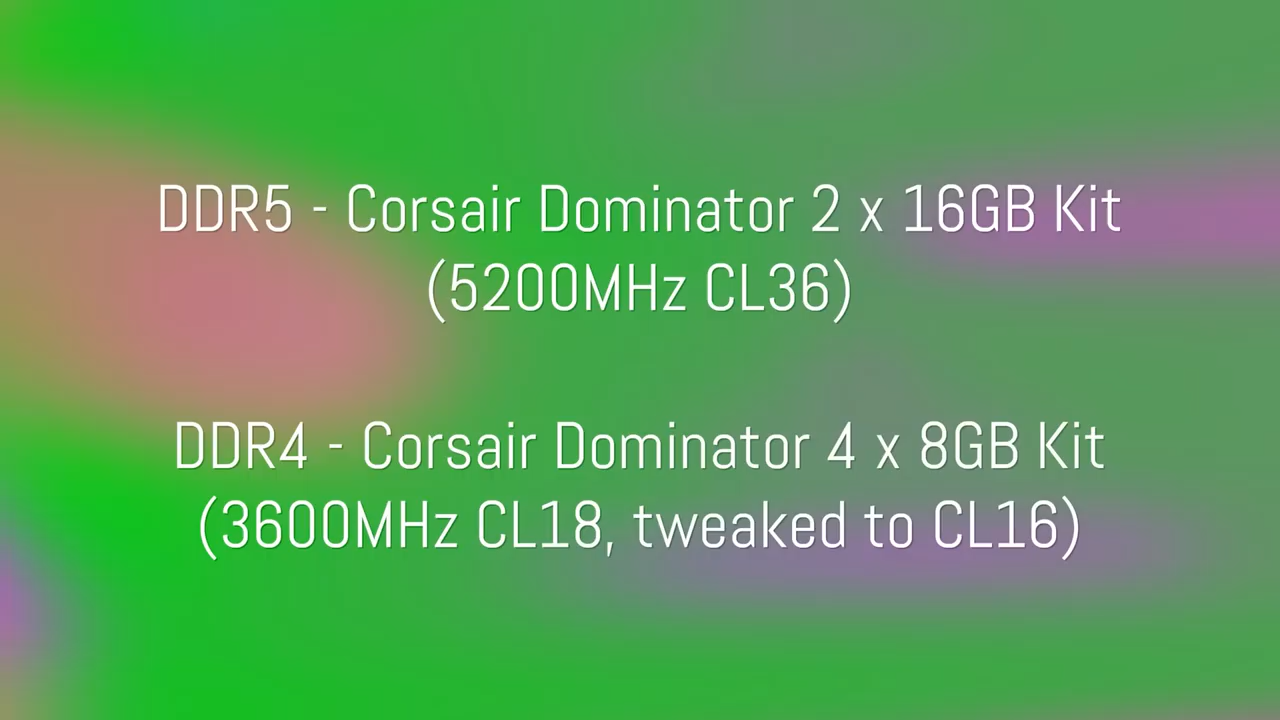 DDR5 - Corsair Dominator 2 x 16GB Kit
(5200MHz CL36)
DDR4 - Corsair Dominator 4 x 8GB Kit
(3600MHz CL18, tweaked to CL16)